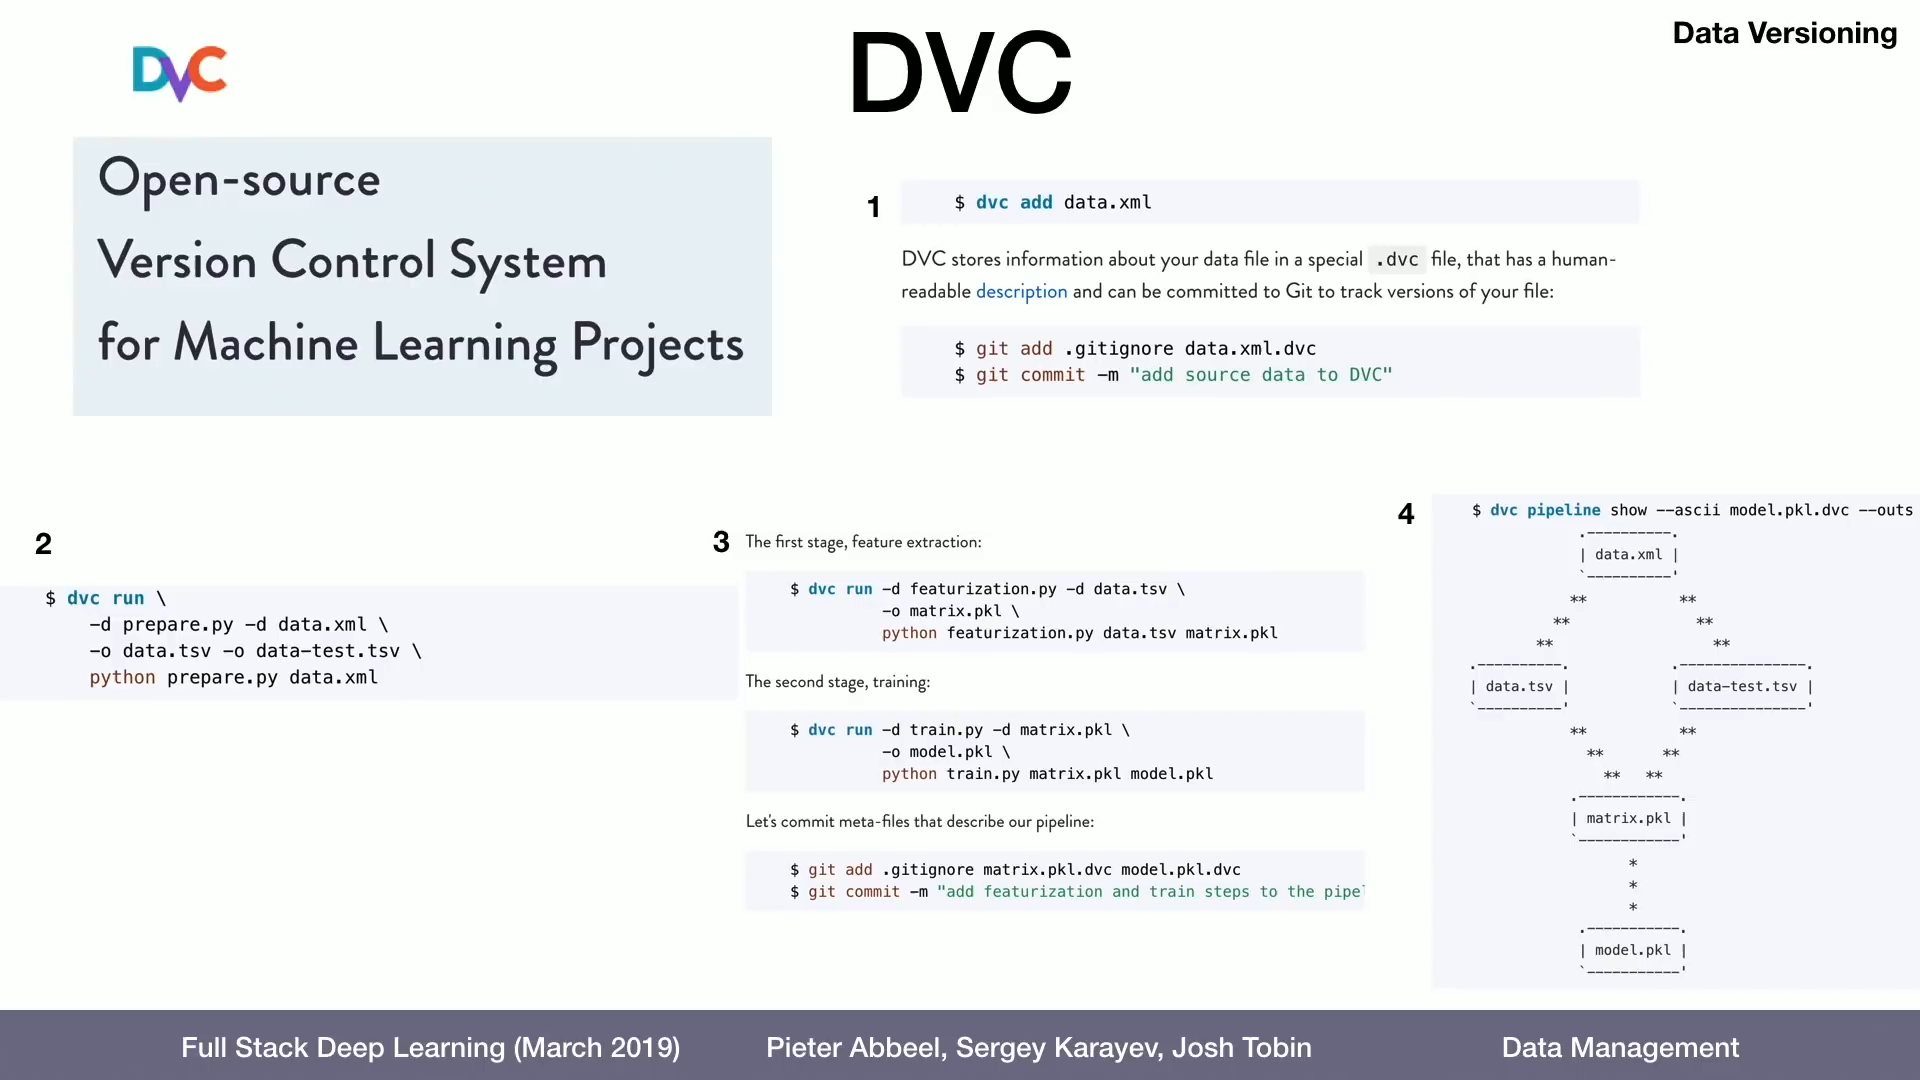 DVC
DVC
Data Versioning
Open-source
Version Control System
for Machine Learning Projects
1
$ dvc add data.xml
DVC stores information about your data file in a special .dvc file, that has a human-
readable description and can be committed to Git to track versions of your file:
$ git add .gitignore data.xml.dvc
$ git commit -m "add source data to DVC"
2
$ dvc run \
-d prepare.py -d data.xml \
-o data.tsv -o data-test.tsv \
python prepare.py data.xml
3
The first stage, feature extraction:
$ dvc run -d featurization.py -d data.tsv \
-o matrix.pkl \
python featurization.py data.tsv matrix.pkl
The second stage, training:
$ dvc run -d train.py -d matrix.pkl \
-o model.pkl \
python train.py matrix.pkl model.pkl
Let's commit meta-files that describe our pipeline:
$ git add .gitignore matrix.pkl.dvc model.pkl.dvc
$ git commit -m "add featurization and train steps to the pipel
4
$ dvc pipeline show --ascii model.pkl.dvc --outs
.----------.
| data.xml |
`----------'
** **
** **
** **
.----------. .---------------.
| data.tsv | | data-test.tsv |
`----------' `---------------'
** **
** **
** **
.------------.
| matrix.pkl |
`------------'
*
*
*
.-----------.
| model.pkl |
`-----------'
Full Stack Deep Learning (March 2019)
Pieter Abbeel, Sergey Karayev, Josh Tobin
Data Management